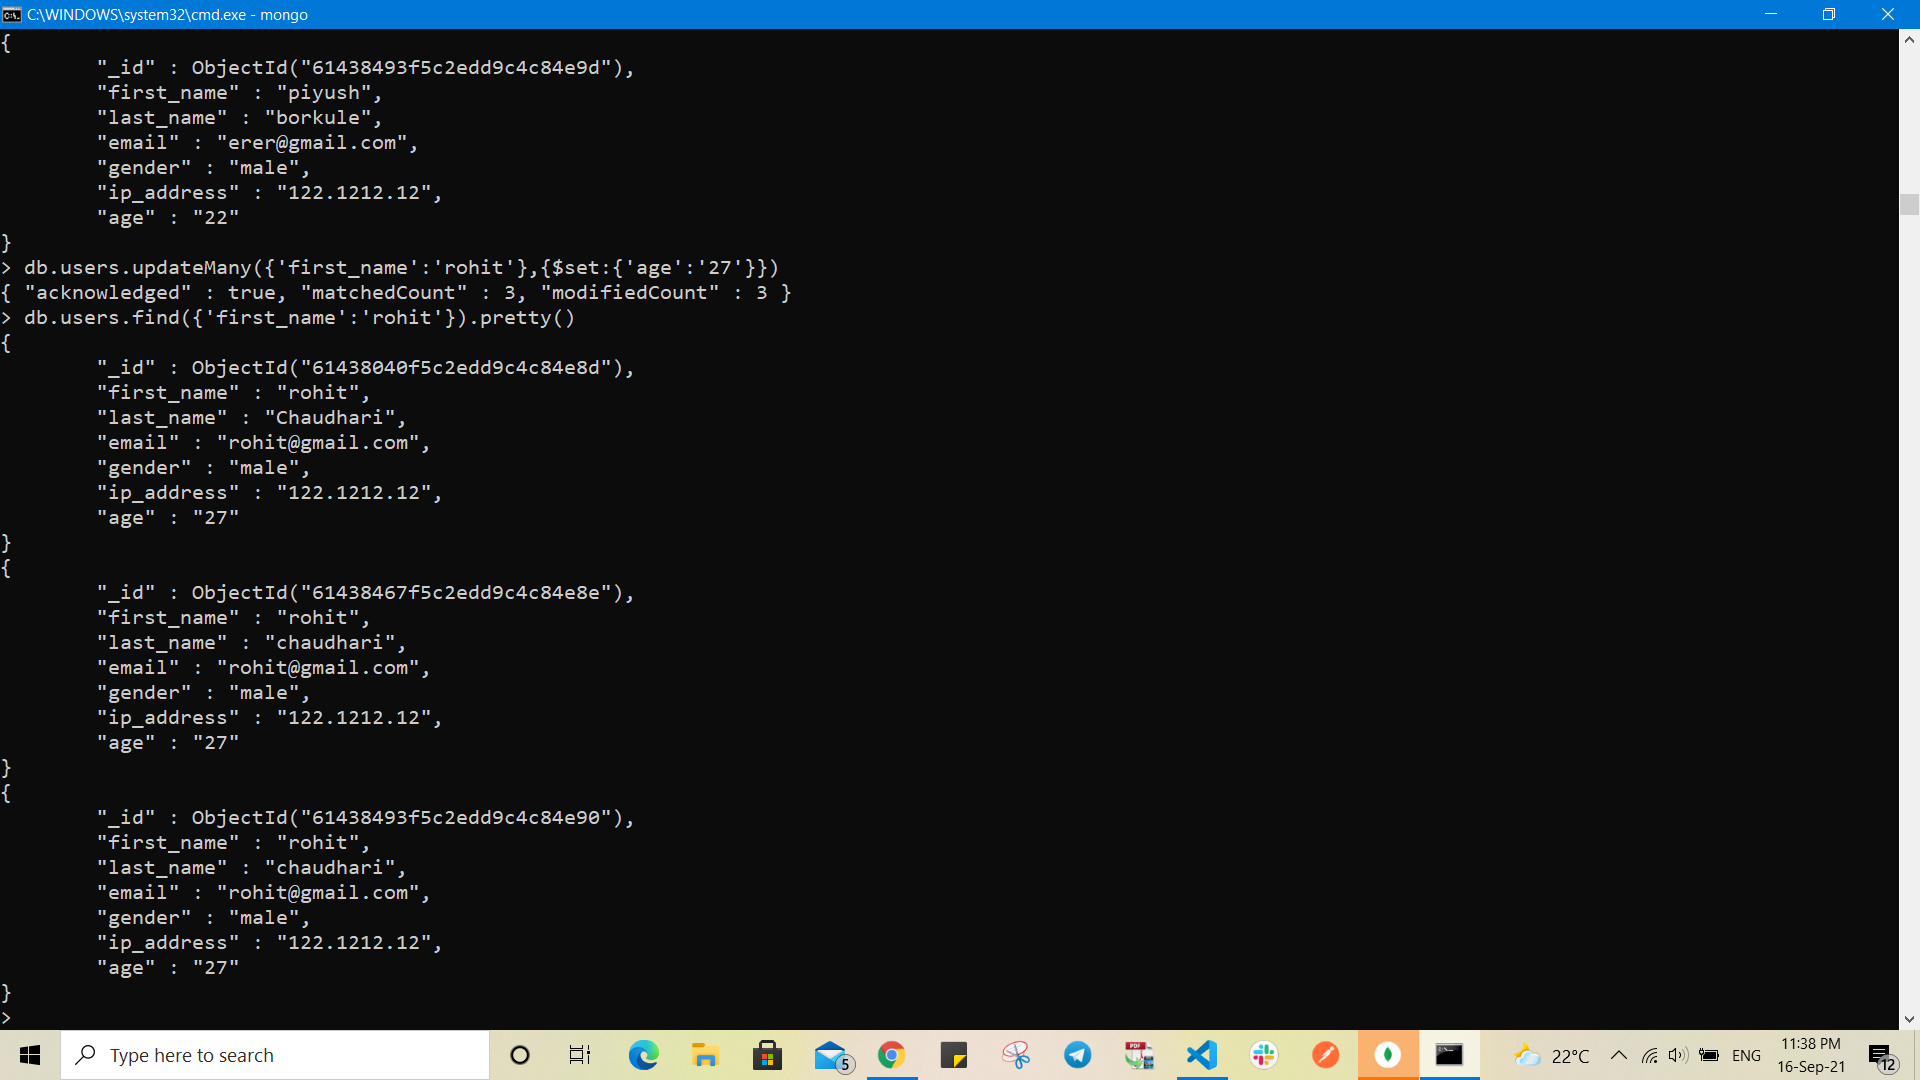 C:\WINDOWS\system32\cmd.exe - mongo
{
"_id" : ObjectId("61438493f5c2edd9c4c84e9d"),
"first_name" : "piyush",
"last_name" : "borkule",
"email" : "erer@gmail.com",
"gender" : "male",
"ip_address" : "122.1212.12",
"age" : "22"
}
> db.users.updateMany({'first_name':'rohit'},{$set:{'age':'27'}})
{ "acknowledged" : true, "matchedCount" : 3, "modifiedCount" : 3 }
> db.users.find({'first_name':'rohit'}).pretty()
{
"_id" : ObjectId("61438040f5c2edd9c4c84e8d"),
"first_name" : "rohit",
"last_name" : "Chaudhari",
"email" : "rohit@gmail.com",
"gender" : "male",
"ip_address" : "122.1212.12",
"age" : "27"
}
{
"_id" : ObjectId("61438467f5c2edd9c4c84e8e"),
"first_name" : "rohit",
"last_name" : "chaudhari",
"email" : "rohit@gmail.com",
"gender" : "male",
"ip_address" : "122.1212.12",
"age" : "27"
}
{
"_id" : ObjectId("61438493f5c2edd9c4c84e90"),
"first_name" : "rohit",
"last_name" : "chaudhari",
"email" : "rohit@gmail.com",
"gender" : "male",
"ip_address" : "122.1212.12",
"age" : "27"
}
>
Type here to search
5
PDF
22°C
ENG
11:38 PM
16-Sep-21
12